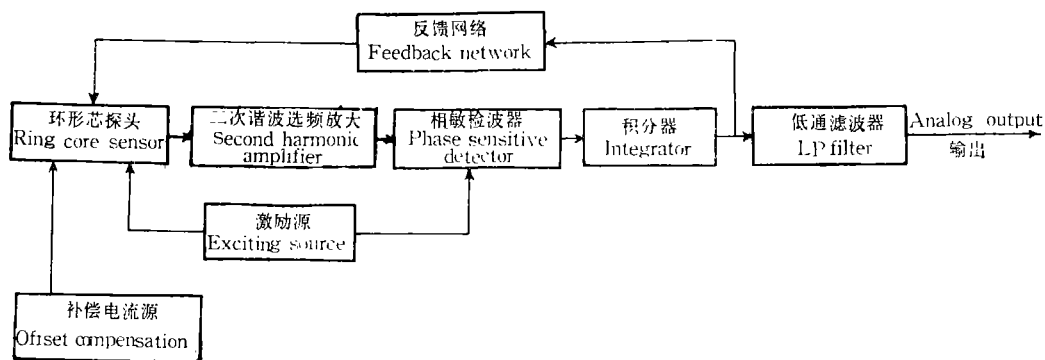 反馈网络
Feedback network
环形芯探头
Ring core sensor
二次谐波选频放大
Second harmonic
amplifier
相敏检波器
Phase sensitive
detector
积分器
Integrator
低通滤波器
LP filter
Analog output
输出
激励源
Exciting source
补偿电流源
Offset compensation